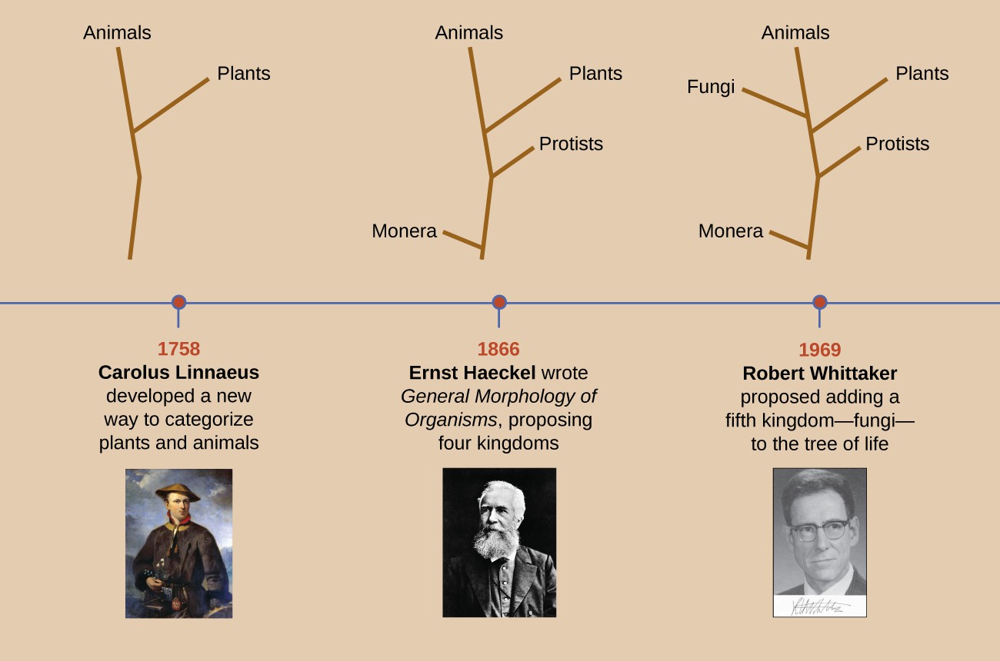 Animals
Plants
Animals
Plants
Protists
Monera
Animals
Fungi
Plants
Protists
Monera
1758
Carolus Linnaeus
developed a new
way to categorize
plants and animals
1866
Ernst Haeckel wrote
General Morphology of
Organisms, proposing
four kingdoms
1969
Robert Whittaker
proposed adding a
fifth kingdom—fungi—
to the tree of life